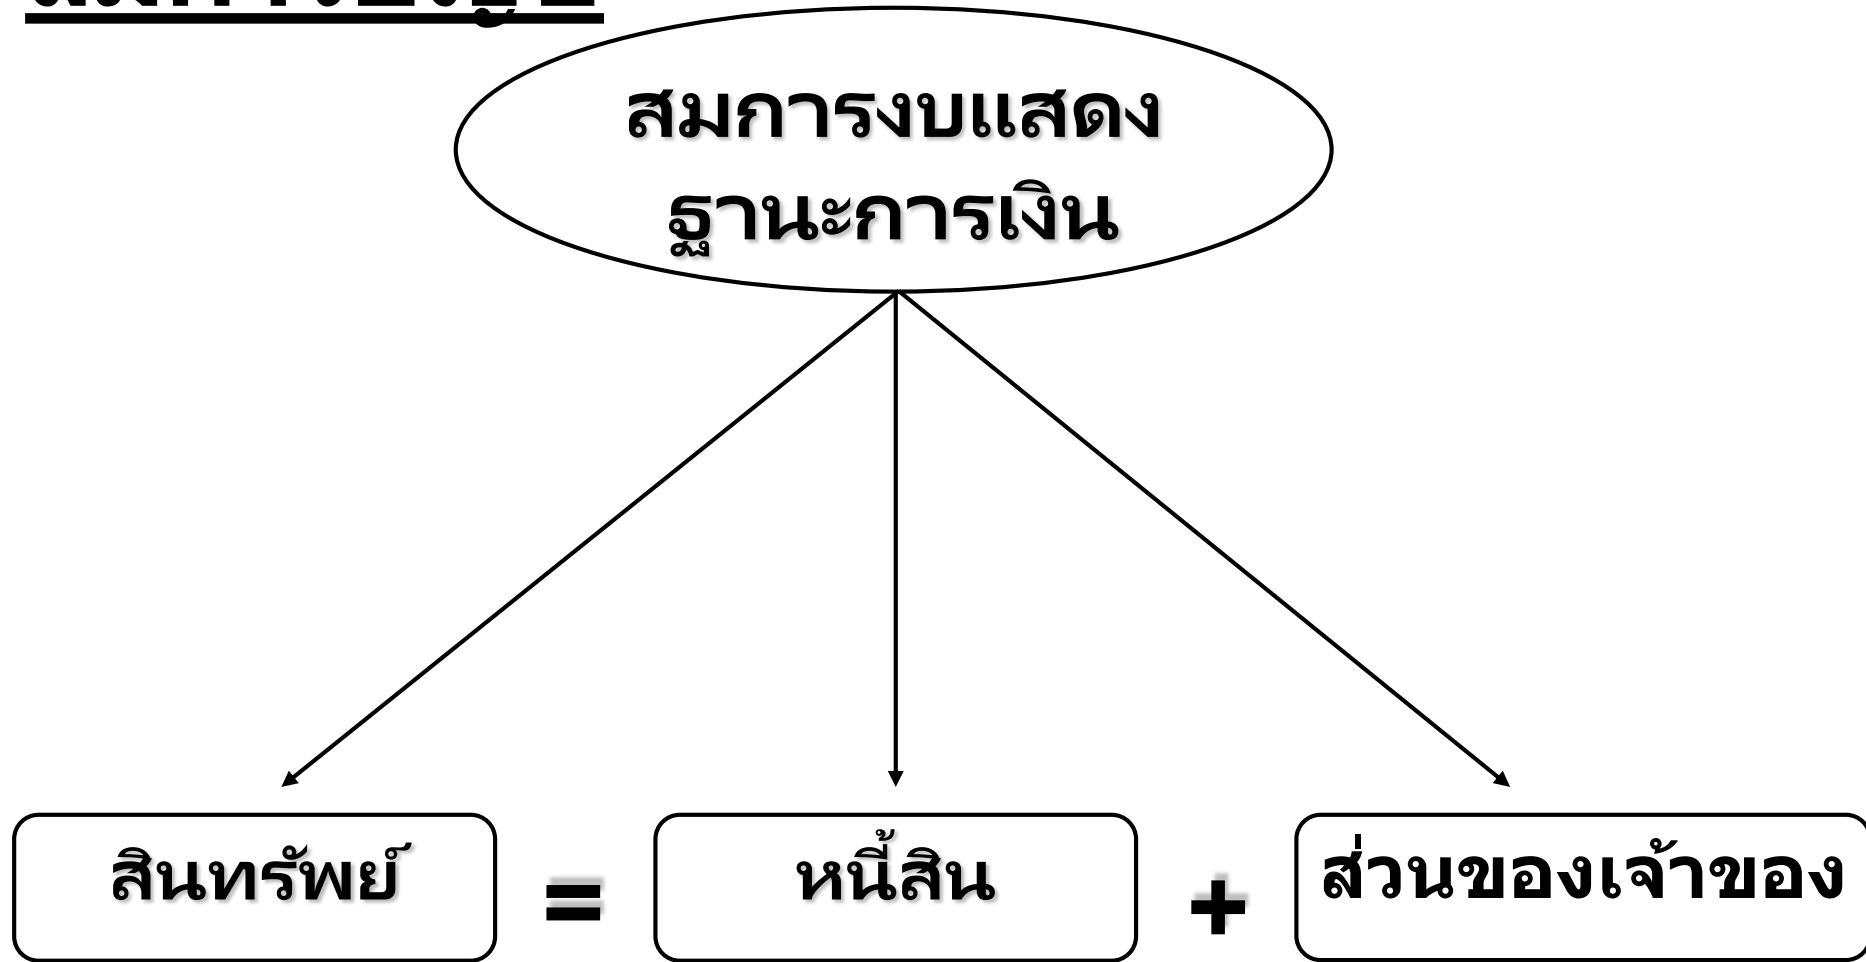 สมการงบแสดง
ฐานะการเงิน
สินทรัพย์ = หนี้สิน + ส่วนของเจ้าของ